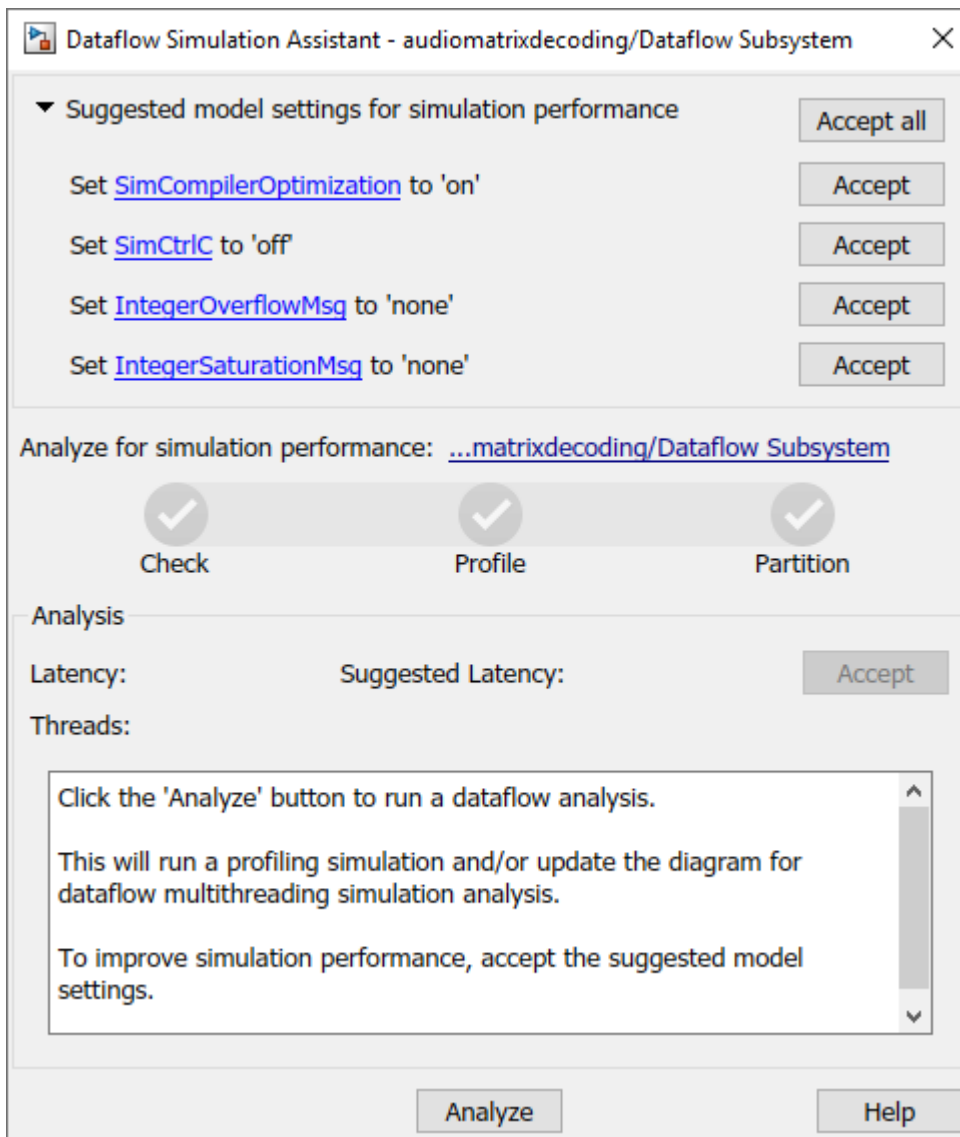 Dataflow Simulation Assistant - audiomatrixdecoding/Dataflow Subsystem
Suggested model settings for simulation performance
Accept all
Set SimCompilerOptimization to 'on'
Accept
Set SimCtrlC to 'off'
Accept
Set IntegerOverflowMsg to 'none'
Accept
Set IntegerSaturationMsg to 'none'
Accept
Analyze for simulation performance: ...matrixdecoding/Dataflow Subsystem
Check
Profile
Partition
Analysis
Latency:
Suggested Latency:
Accept
Threads:
Click the 'Analyze' button to run a dataflow analysis.
This will run a profiling simulation and/or update the diagram for
dataflow multithreading simulation analysis.
To improve simulation performance, accept the suggested model
settings.
Analyze
Help